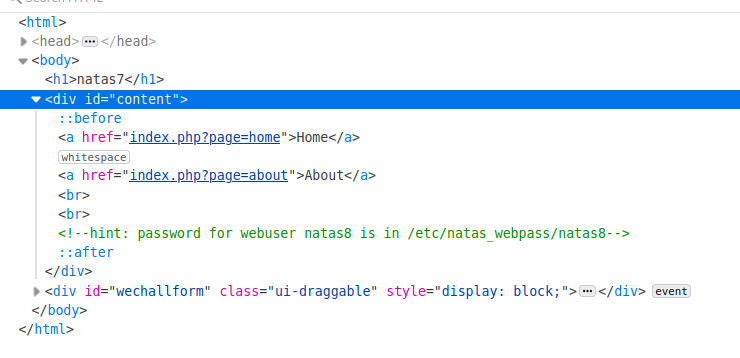 Search HTML
<html>
<head> ••• </head>
<body>
<h1>natas7</h1>
<div id="content">
::before
<a href="index.php?page=home">Home</a>
whitespace
<a href="index.php?page=about">About</a>
<br>
<br>
<!--hint: password for webuser natas8 is in /etc/natas_webpass/natas8-->
::after
</div>
<div id="wechallform" class="ui-draggable" style="display: block;"> ••• </div> event
</body>
</html>